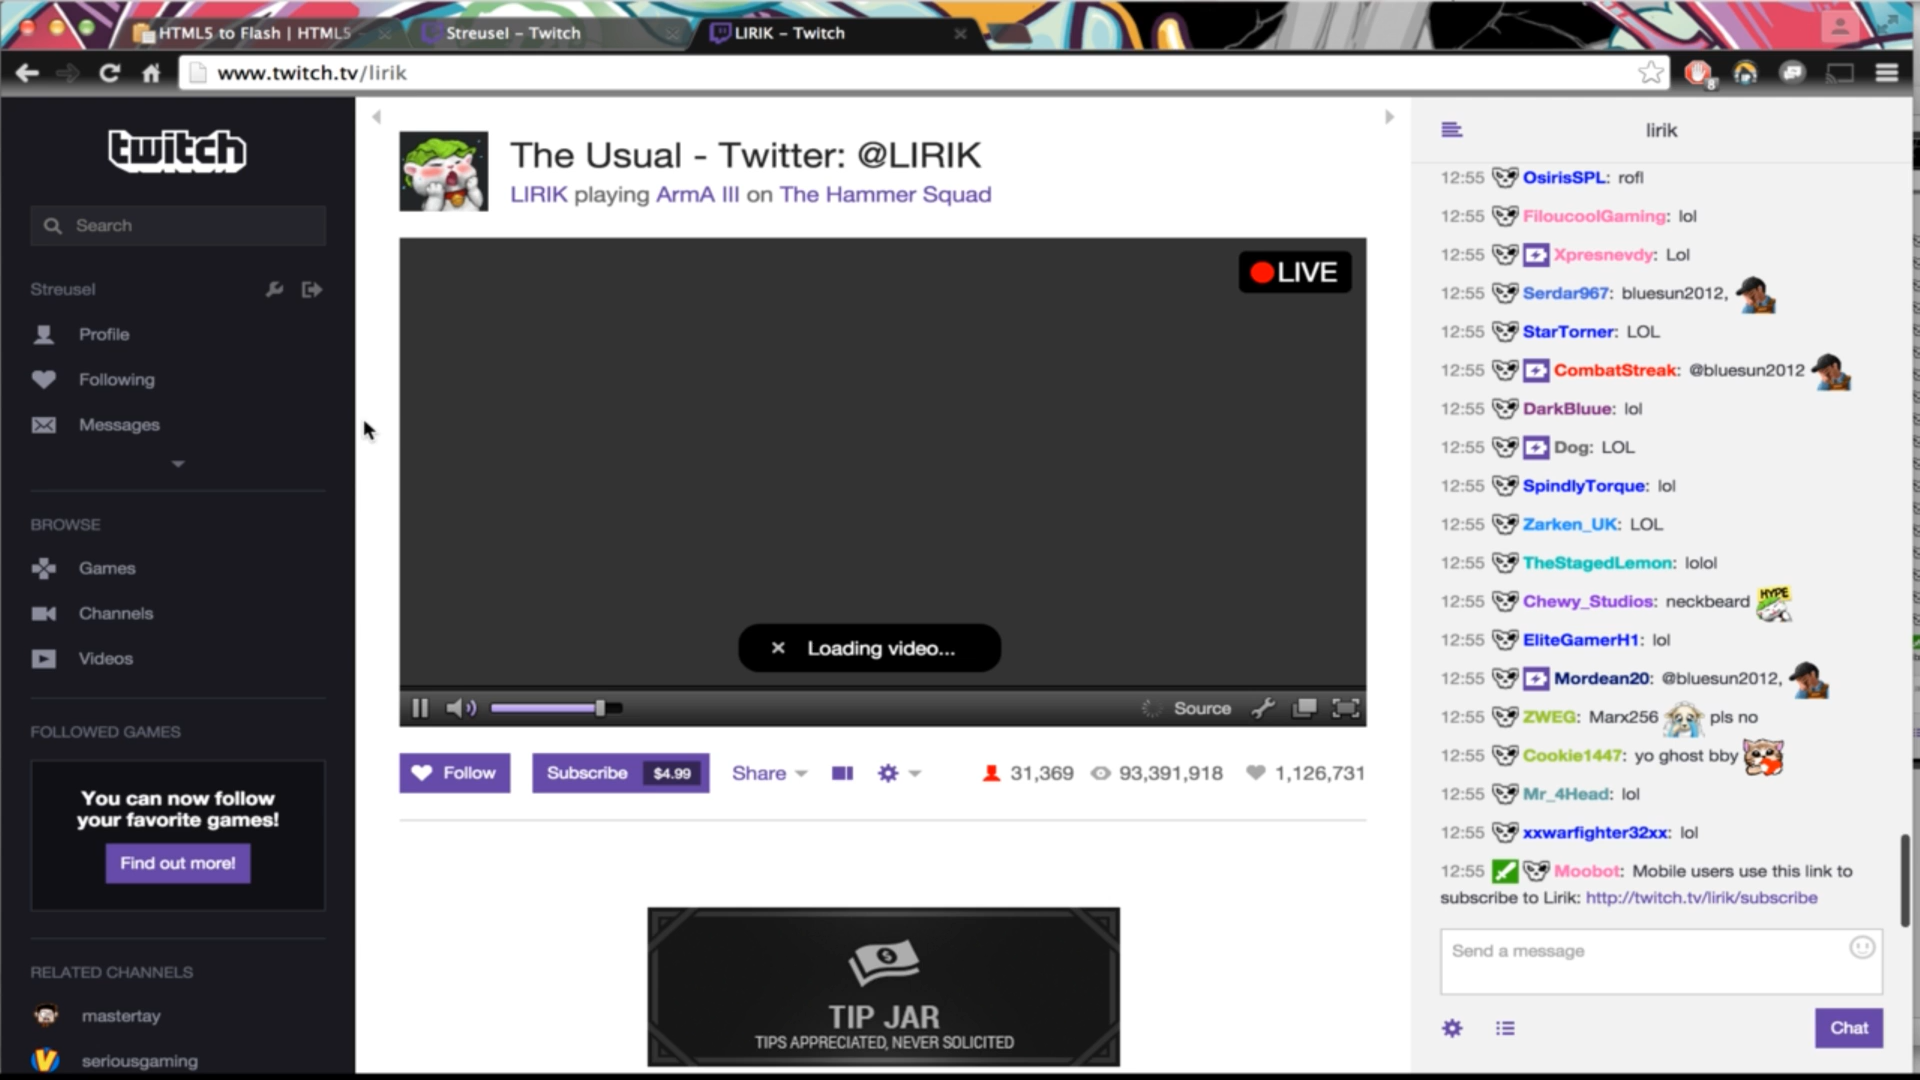 HTML5 to Flash | HTML5
Streusel – Twitch
LIRIK – Twitch
www.twitch.tv/lirik
8
twitch
Search
Streusel
Profile
Following
Messages
BROWSE
Games
Channels
Videos
FOLLOWED GAMES
You can now follow
your favorite games!
Find out more!
RELATED CHANNELS
mastertay
seriousgaming
The Usual - Twitter: @LIRIK
LIRIK playing ArmA III on The Hammer Squad
LIVE
Loading video...
Source
Follow
Subscribe $4.99
Share
31,369
93,391,918
1,126,731
TIP JAR
TIPS APPRECIATED, NEVER SOLICITED
lirik
12:55 OsirisSPL: rofl
12:55 FiloucoolGaming: lol
12:55 Xpresnevdy: Lol
12:55 Serdar967: bluesun2012,
12:55 StarTorner: LOL
12:55 CombatStreak: @bluesun2012
12:55 DarkBluue: lol
12:55 Dog: LOL
12:55 SpindlyTorque: lol
12:55 Zarken_UK: LOL
12:55 TheStagedLemon: lolol
12:55 Chewy_Studios: neckbeard HYPE
12:55 EliteGamerH1: lol
12:55 Mordean20: @bluesun2012,
12:55 ZWEG: Marx256 pls no
12:55 Cookie1447: yo ghost bby
12:55 Mr_4Head: lol
12:55 xxwarfighter32xx: lol
12:55 Moobot: Mobile users use this link to
subscribe to Lirik: http://twitch.tv/lirik/subscribe
Send a message
Chat